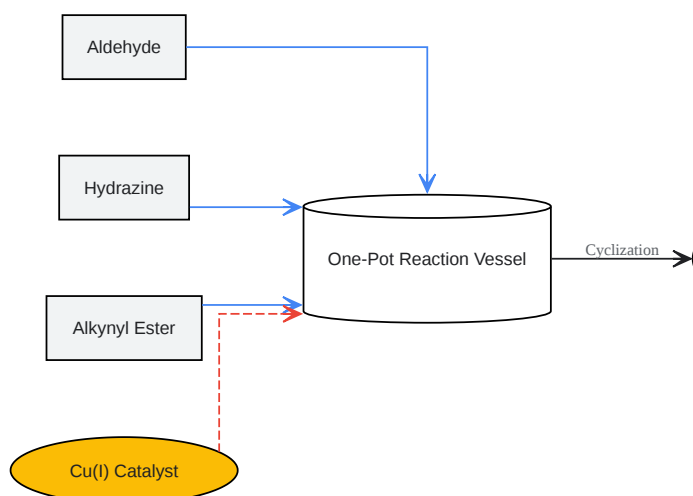 Aldehyde
Hydrazine
One-Pot Reaction Vessel
Cyclization
Alkynyl Ester
Cu(I) Catalyst